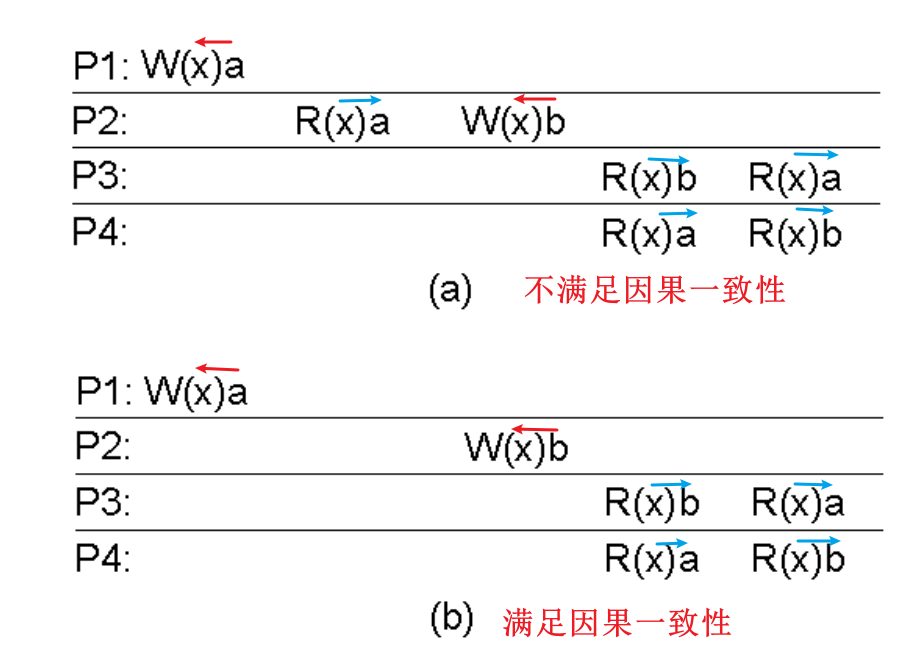 P1: W(x)a
P2: R(x)a W(x)b
P3: R(x)b R(x)a
P4: R(x)a R(x)b
(a) 不满足因果一致性
P1: W(x)a
P2: W(x)b
P3: R(x)b R(x)a
P4: R(x)a R(x)b
(b) 满足因果一致性